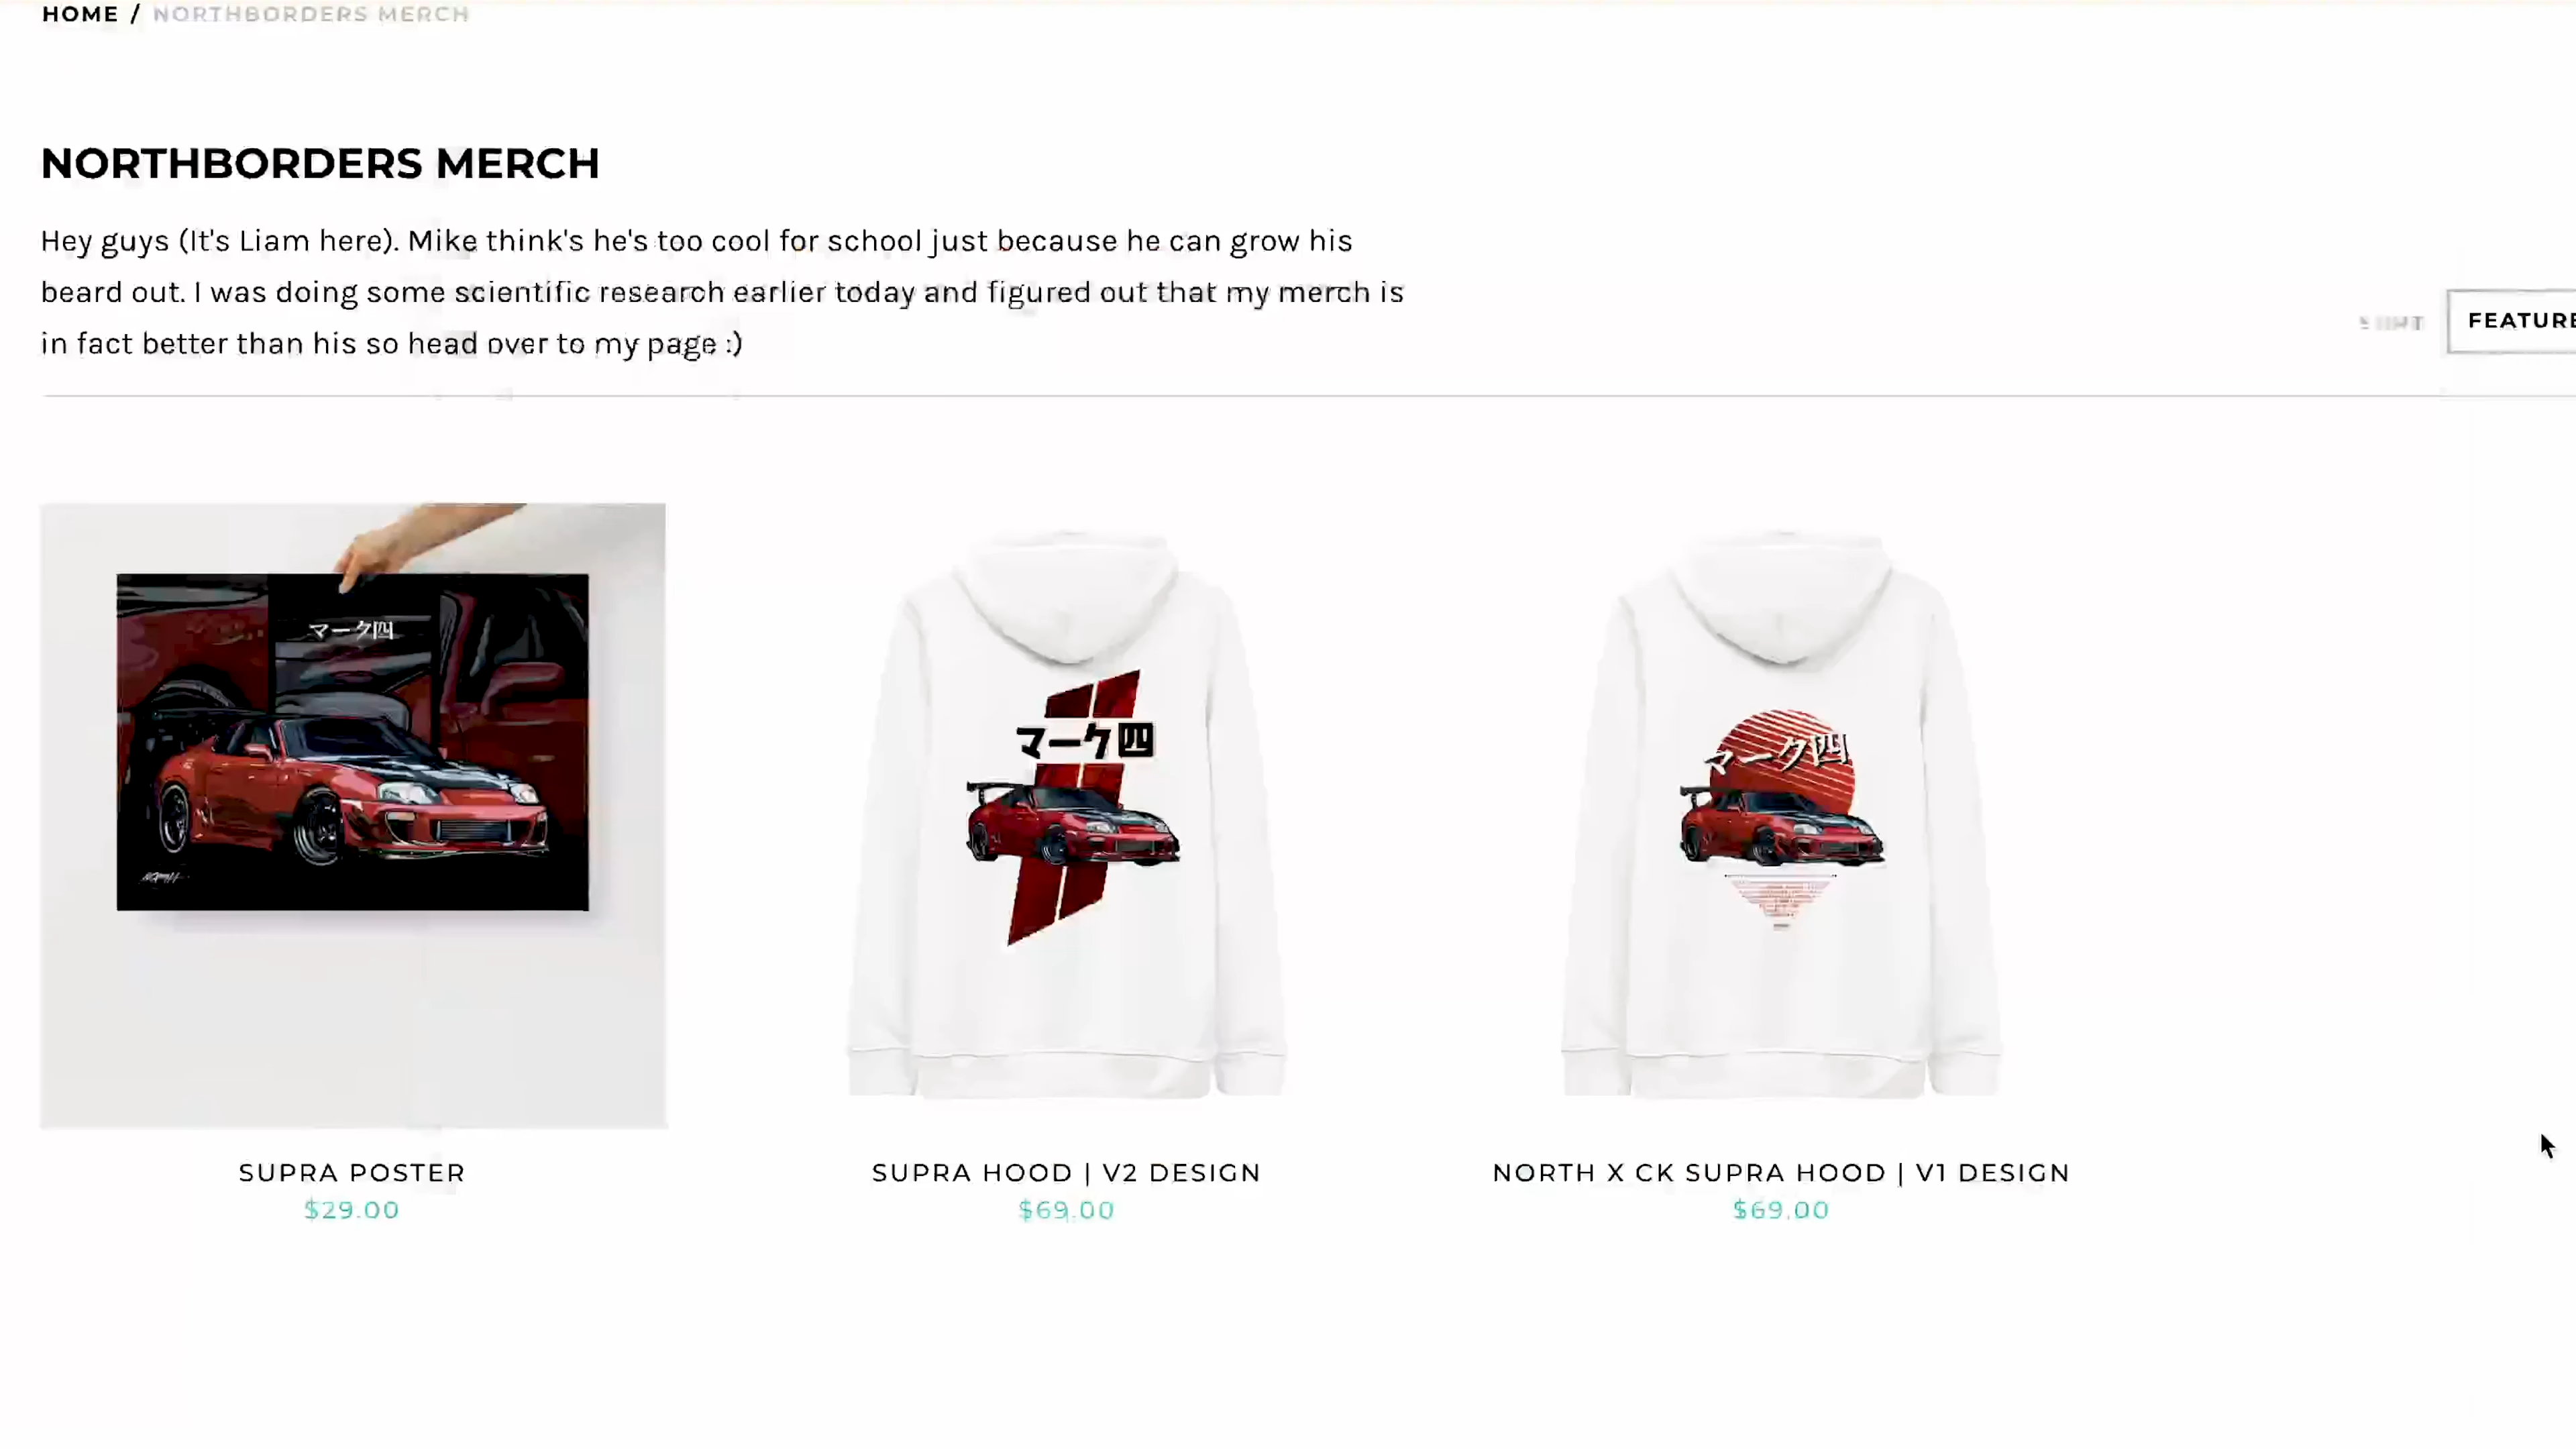 HOME / NORTHBORDERS MERCH
NORTHBORDERS MERCH
Hey guys (It's Liam here). Mike think's he's too cool for school just because he can grow his
beard out. I was doing some scientific research earlier today and figured out that my merch is
in fact better than his so head over to my page :)
SORT
マーク四
マーク四
マーク四
SUPRA POSTER
$29.00
SUPRA HOOD | V2 DESIGN
$69.00
NORTH X CK SUPRA HOOD | V1 DESIGN
$69.00